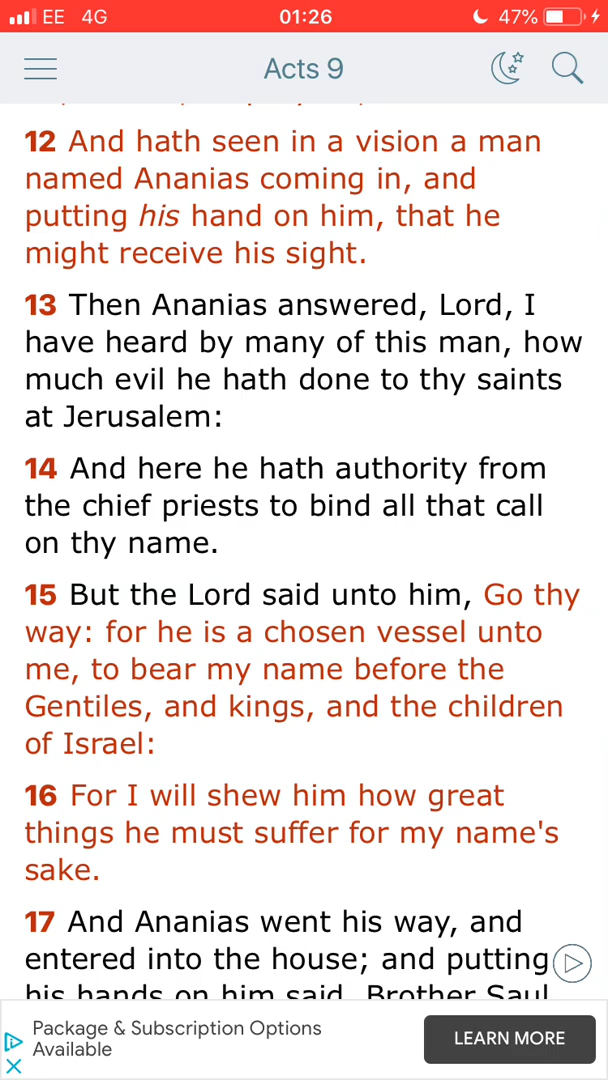 EE 4G 01:26 47%
Acts 9
12 And hath seen in a vision a man
named Ananias coming in, and
putting his hand on him, that he
might receive his sight.
13 Then Ananias answered, Lord, I
have heard by many of this man, how
much evil he hath done to thy saints
at Jerusalem:
14 And here he hath authority from
the chief priests to bind all that call
on thy name.
15 But the Lord said unto him, Go thy
way: for he is a chosen vessel unto
me, to bear my name before the
Gentiles, and kings, and the children
of Israel:
16 For I will shew him how great
things he must suffer for my name's
sake.
17 And Ananias went his way, and
entered into the house; and putting
his hands on him said, Brother Saul,
Package & Subscription Options
Available
LEARN MORE